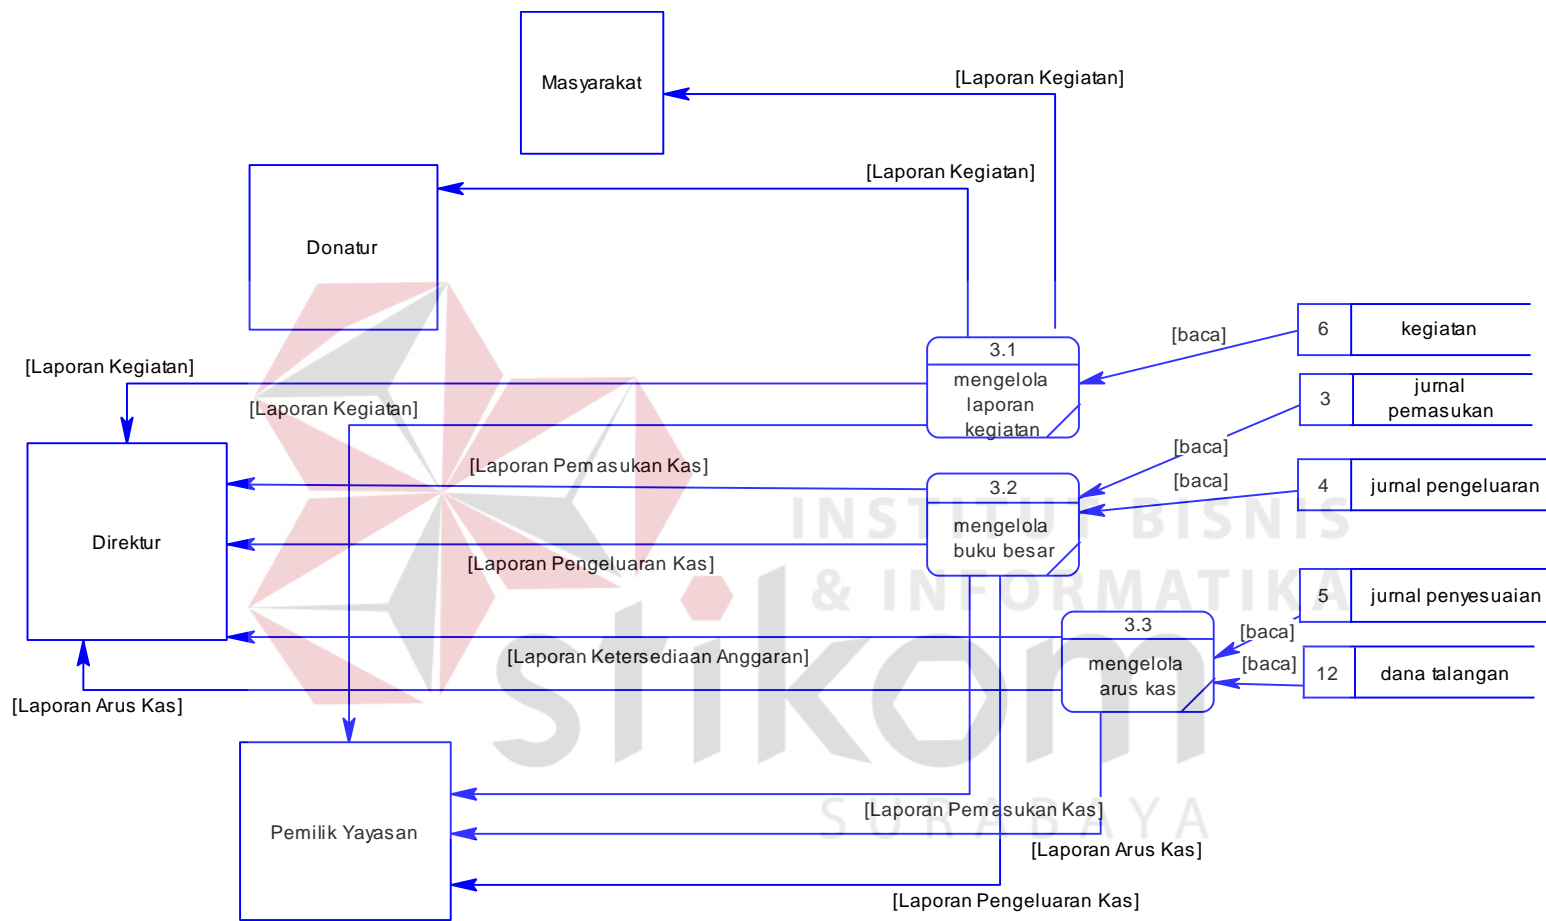 Masyarakat
[Laporan Kegiatan]
[Laporan Kegiatan]
Donatur
[Laporan Kegiatan]
[Laporan Kegiatan]
3.1
mengelola
laporan
kegiatan
[baca]
6
kegiatan
3
jurnal
pemasukan
[baca]
[baca]
4
jurnal pengeluaran
[Laporan Pemasukan Kas]
3.2
mengelola
buku besar
Direktur
[Laporan Pengeluaran Kas]
INSTITUT BISNIS
& INFORMATIKA
stikom
SURABAYA
5
jurnal penyesuaian
3.3
mengelola
arus kas
[baca]
[baca]
12
dana talangan
[Laporan Ketersediaan Anggaran]
[Laporan Arus Kas]
Pemilik Yayasan
[Laporan Pemasukan Kas]
[Laporan Arus Kas]
[Laporan Pengeluaran Kas]